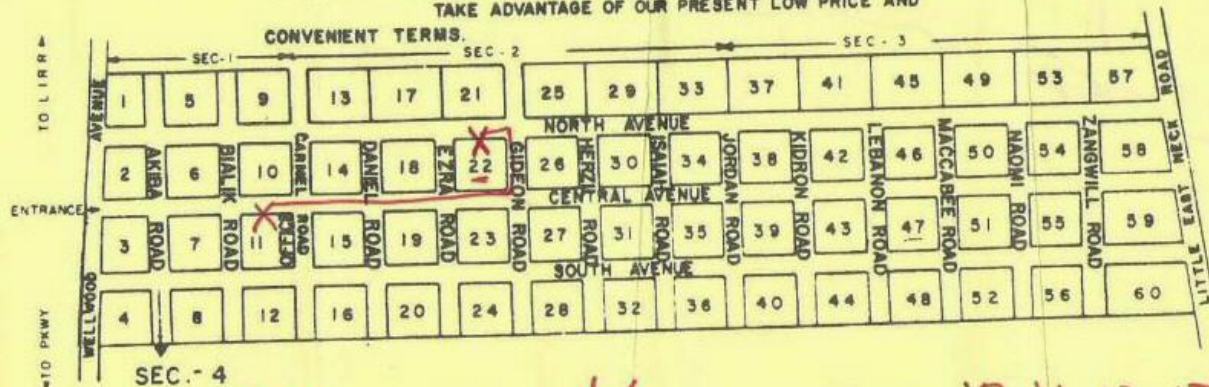 TAKE ADVANTAGE OF OUR PRESENT LOW PRICE AND
CONVENIENT TERMS.
SEC-1
SEC-2
SEC-3
TO LIRR
1 5 9 13 17 21 25 29 33 37 41 45 49 53 57
NORTH AVENUE
2 6 10 14 18 22 26 30 34 38 42 46 50 54 58
ENTRANCE
CENTRAL AVENUE
3 7 11 15 19 23 27 31 35 39 43 47 51 55 59
SOUTH AVENUE
4 8 12 16 20 24 28 32 36 40 44 48 52 56 60
WELLWOOD AVENUE
AKIBA ROAD
BIALIK ROAD
CARMEL ROAD
OFFICE
DANIEL ROAD
EZRA ROAD
GIDEON ROAD
HERZL ROAD
ISAIAH ROAD
JORDAN ROAD
KIDRON ROAD
LEBANON ROAD
MACCABEE ROAD
NAOMI ROAD
ZANGWILL ROAD
LITTLE EAST NECK ROAD
TO PKWY
SEC.-4